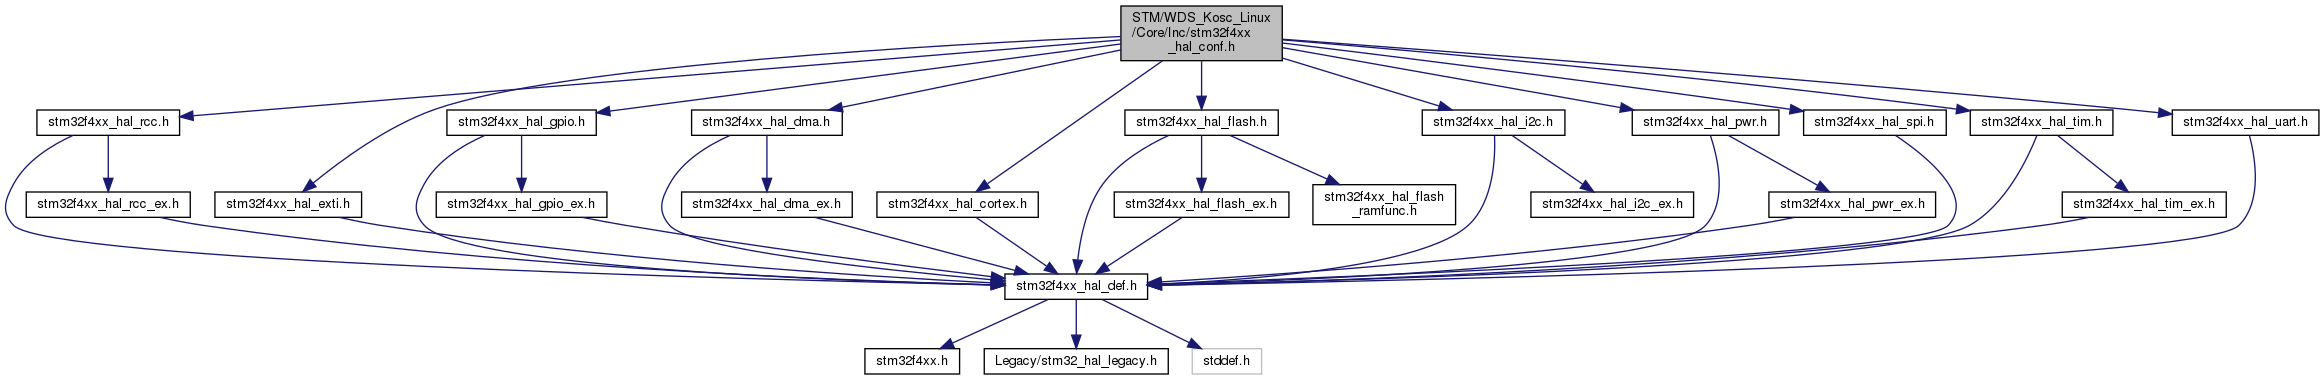 STM/WDS_Kosc_Linux
/Core/Inc/stm32f4xx
_hal_conf.h
stm32f4xx_hal_rcc.h
stm32f4xx_hal_gpio.h
stm32f4xx_hal_dma.h
stm32f4xx_hal_flash.h
stm32f4xx_hal_i2c.h
stm32f4xx_hal_pwr.h
stm32f4xx_hal_spi.h
stm32f4xx_hal_tim.h
stm32f4xx_hal_uart.h
stm32f4xx_hal_rcc_ex.h
stm32f4xx_hal_exti.h
stm32f4xx_hal_gpio_ex.h
stm32f4xx_hal_dma_ex.h
stm32f4xx_hal_cortex.h
stm32f4xx_hal_flash_ex.h
stm32f4xx_hal_flash
_ramfunc.h
stm32f4xx_hal_i2c_ex.h
stm32f4xx_hal_pwr_ex.h
stm32f4xx_hal_tim_ex.h
stm32f4xx_hal_def.h
stm32f4xx.h
Legacy/stm32_hal_legacy.h
stddef.h